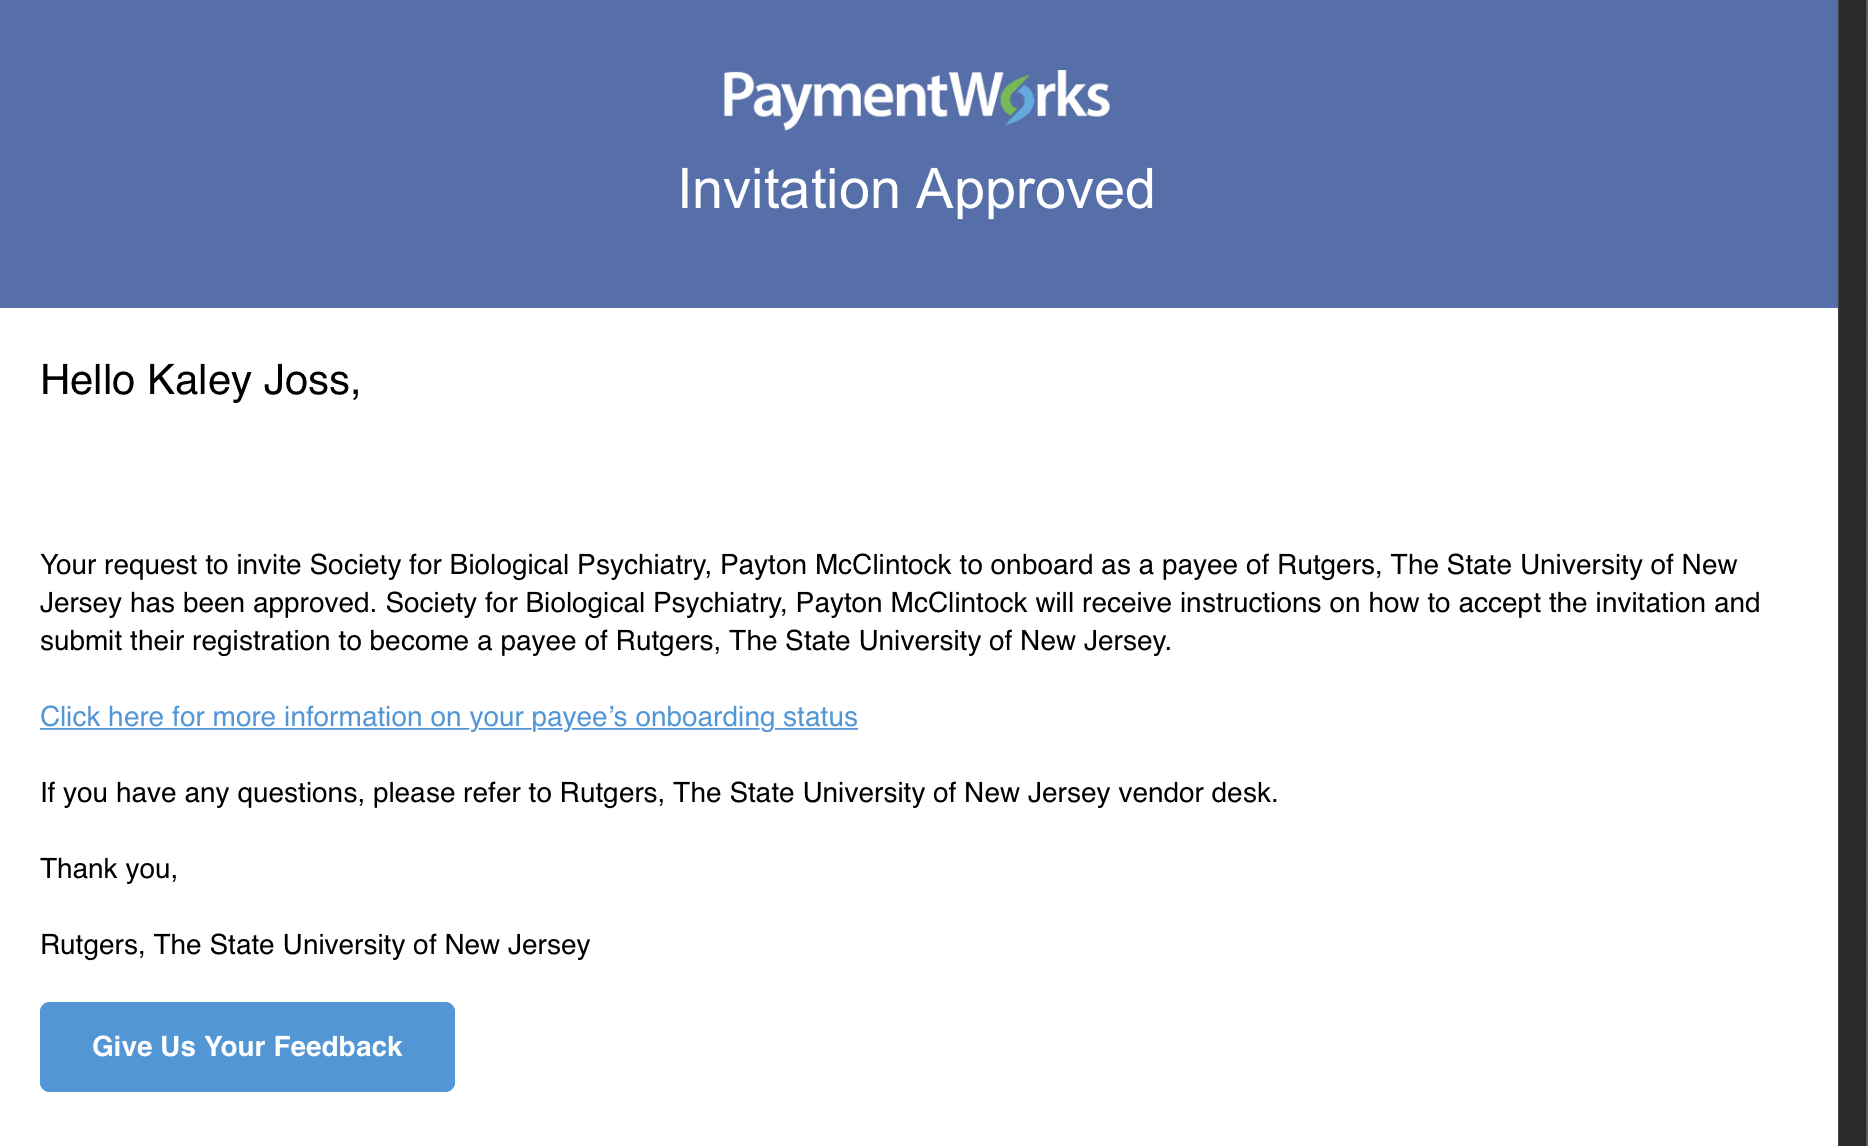 PaymentWorks
Invitation Approved
Hello Kaley Joss,
Your request to invite Society for Biological Psychiatry, Payton McClintock to onboard as a payee of Rutgers, The State University of New
Jersey has been approved. Society for Biological Psychiatry, Payton McClintock will receive instructions on how to accept the invitation and
submit their registration to become a payee of Rutgers, The State University of New Jersey.
Click here for more information on your payee’s onboarding status
If you have any questions, please refer to Rutgers, The State University of New Jersey vendor desk.
Thank you,
Rutgers, The State University of New Jersey
Give Us Your Feedback